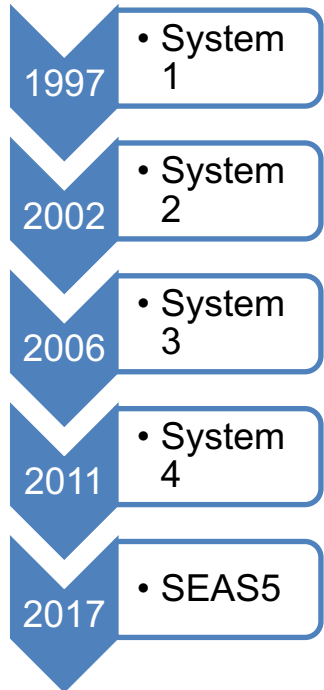 1997
• System
1
2002
• System
2
2006
• System
3
2011
• System
4
2017
• SEAS5